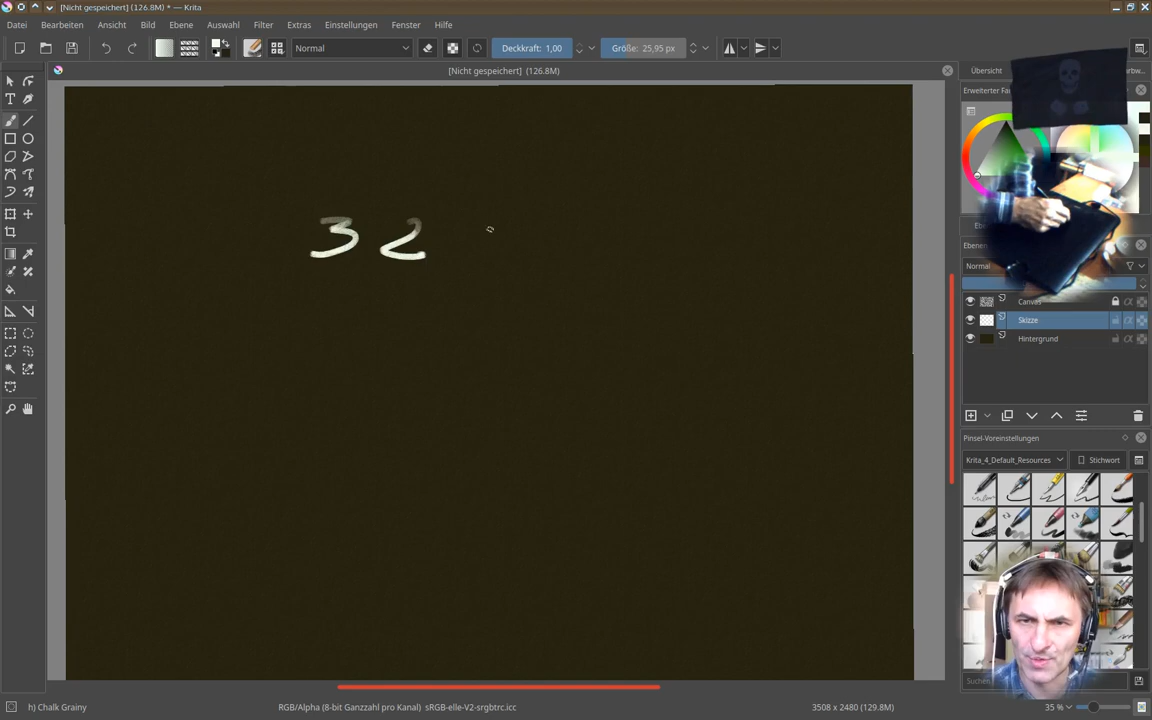 [Nicht gespeichert] (126.8M) * — Krita
Datei Bearbeiten Ansicht Bild Ebene Auswahl Filter Extras Einstellungen Fenster Hilfe
Normal Deckkraft: 1,00 Größe: 25,95 px
[Nicht gespeichert] (126.8M)
Übersicht
Erweiterter
32
Ebenen
Normal
Canvas
Skizze
Hintergrund
Pinsel-Voreinstellungen
Krita_4_Default_Resources Stichwort
Suchen
h) Chalk Grainy RGB/Alpha (8-bit Ganzzahl pro Kanal) sRGB-elle-V2-srgbtrc.icc 3508 x 2480 (129.8M) 35 %